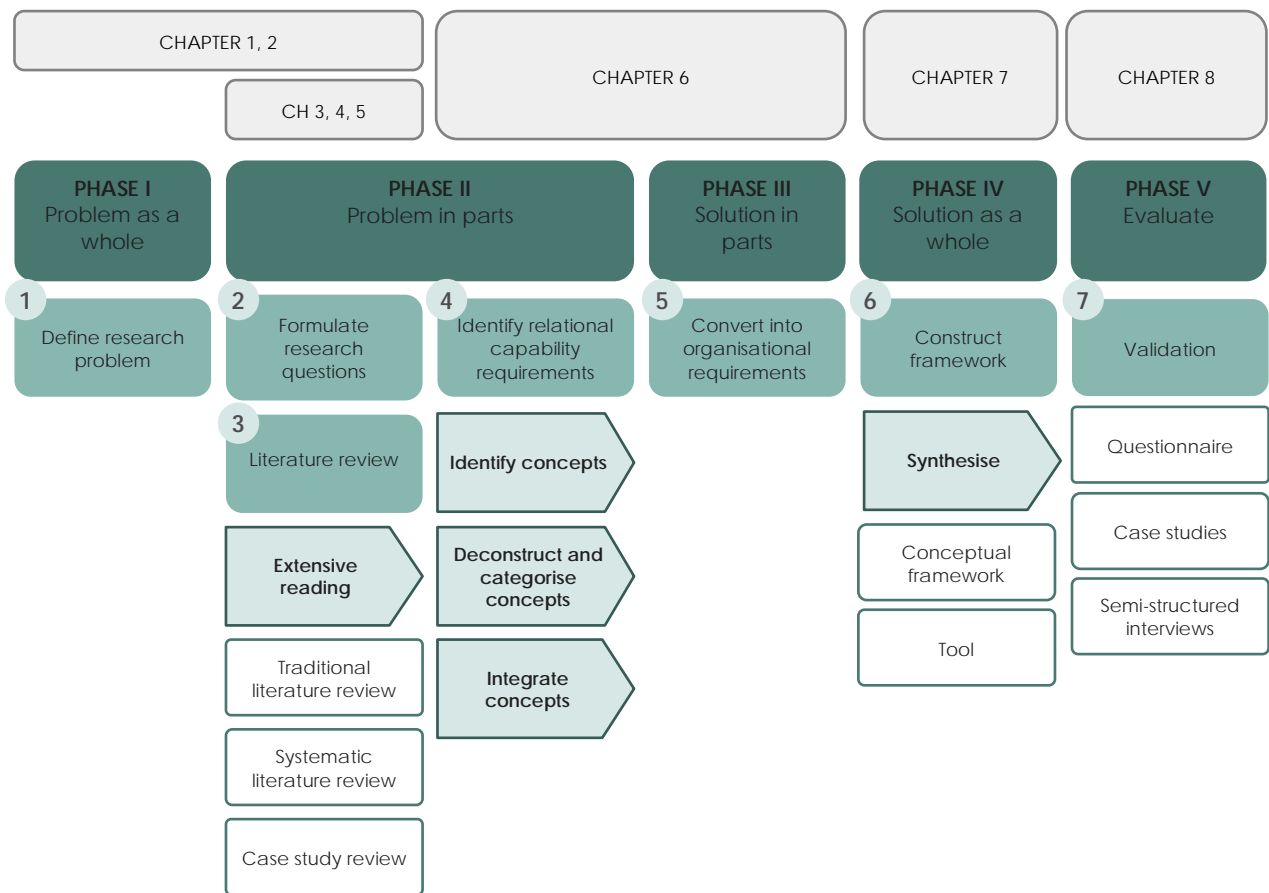 CHAPTER 1, 2
CH 3, 4, 5
CHAPTER 6
CHAPTER 7
CHAPTER 8
PHASE I
Problem as a
whole
PHASE II
Problem in parts
PHASE III
Solution in
parts
PHASE IV
Solution as a
whole
PHASE V
Evaluate
1
Define research
problem
2
Formulate
research
questions
3
Literature review
Extensive
reading
Traditional
literature review
Systematic
literature review
Case study review
4
Identify relational
capability
requirements
Identify concepts
Deconstruct and
categorise
concepts
Integrate
concepts
5
Convert into
organisational
requirements
6
Construct
framework
Synthesise
Conceptual
framework
Tool
7
Validation
Questionnaire
Case studies
Semi-structured
interviews